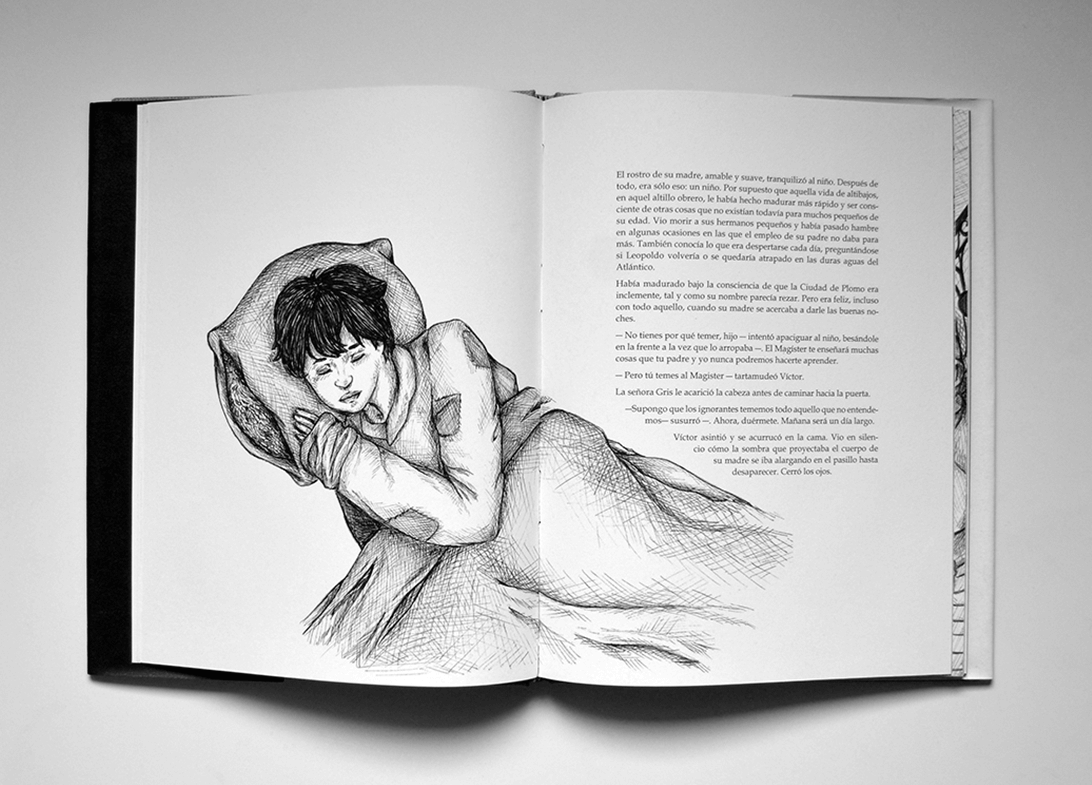 El rostro de su madre, amable y suave, tranquilizó al niño. Después de
todo, era sólo eso: un niño. Por supuesto que aquella vida de altibajos,
en aquel altillo obrero, le había hecho madurar más rápido y ser cons-
ciente de otras cosas que no existían todavía para muchos pequeños de
su edad. Vio morir a sus hermanos pequeños y había pasado hambre
en algunas ocasiones en las que el empleo de su padre no daba para
más. También conocía lo que era despertarse cada día, preguntándose
si Leopoldo volvería o se quedaría atrapado en las duras aguas del
Atlántico.
Había madurado bajo la consciencia de que la Ciudad de Plomo era
inclemente, tal y como su nombre parecía rezar. Pero era feliz, incluso
con todo aquello, cuando su madre se acercaba a darle las buenas no-
ches.
— No tienes por qué temer, hijo — intentó apaciguar al niño, besándole
en la frente a la vez que lo arropaba —. El Magister te enseñará muchas
cosas que tu padre y yo nunca podremos hacerte aprender.
— Pero tú temes al Magister — tartamudeó Víctor.
La señora Gris le acarició la cabeza antes de caminar hacia la puerta.
—Supongo que los ignorantes tememos todo aquello que no entende-
mos— susurró —. Ahora, duérmete. Mañana será un día largo.
Víctor asintió y se acurrucó en la cama. Vio en silen-
cio cómo la sombra que proyectaba el cuerpo de
su madre se iba alargando en el pasillo hasta
desaparecer. Cerró los ojos.